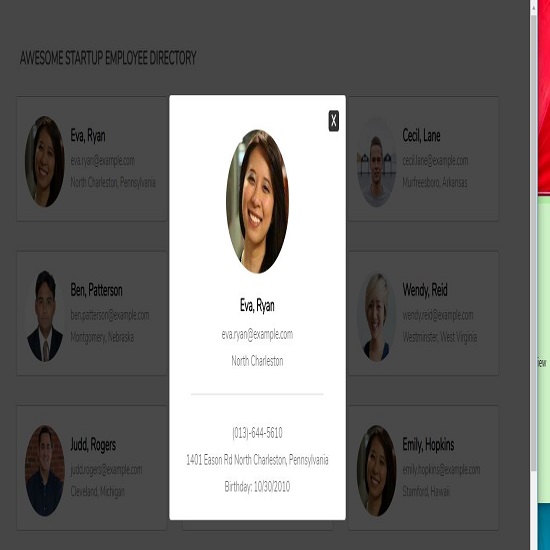 AWESOME STARTUP EMPLOYEE DIRECTORY
Eva, Ryan
eva.ryan@example.com
North Charleston, Pennsylvania
Cecil, Lane
cecil.lane@example.com
Murfreesboro, Arkansas
Ben, Patterson
ben.patterson@example.com
Montgomery, Nebraska
Wendy, Reid
wendy.reid@example.com
Westminster, West Virginia
Judd, Rogers
judd.rogers@example.com
Cleveland, Michigan
Emily, Hopkins
emily.hopkins@example.com
Stamford, Hawaii
X
Eva, Ryan
eva.ryan@example.com
North Charleston
(013)-644-5610
1401 Eason Rd North Charleston, Pennsylvania
Birthday: 10/30/2010